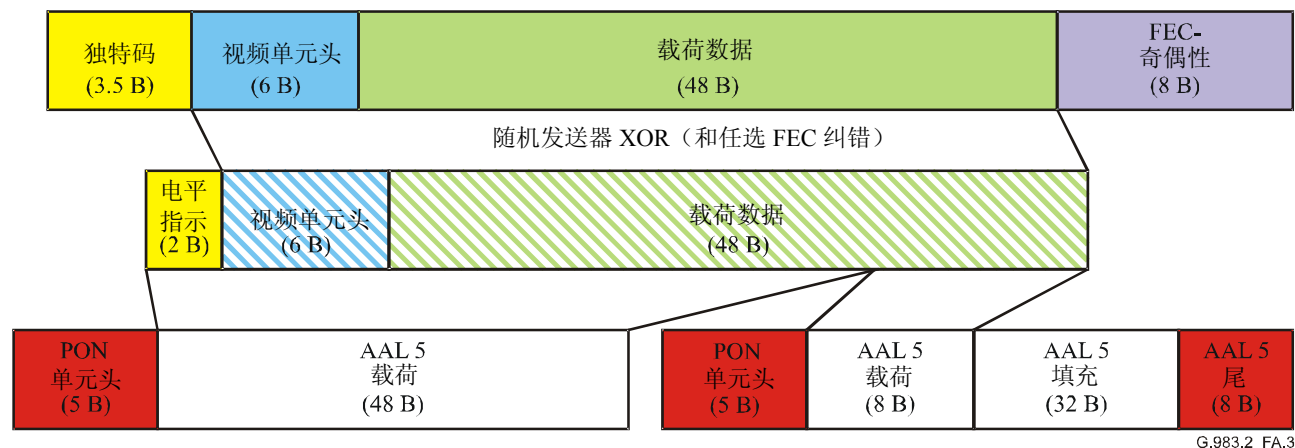 独特码
(3.5 B)
视频单元头
(6 B)
载荷数据
(48 B)
FEC-
奇偶性
(8 B)
随机发送器 XOR（和任选 FEC 纠错）
电平
指示
(2 B)
视频单元头
(6 B)
载荷数据
(48 B)
PON
单元头
(5 B)
AAL 5
载荷
(48 B)
PON
单元头
(5 B)
AAL 5
载荷
(8 B)
AAL 5
填充
(32 B)
AAL 5
尾
(8 B)
G.983.2_FA.3